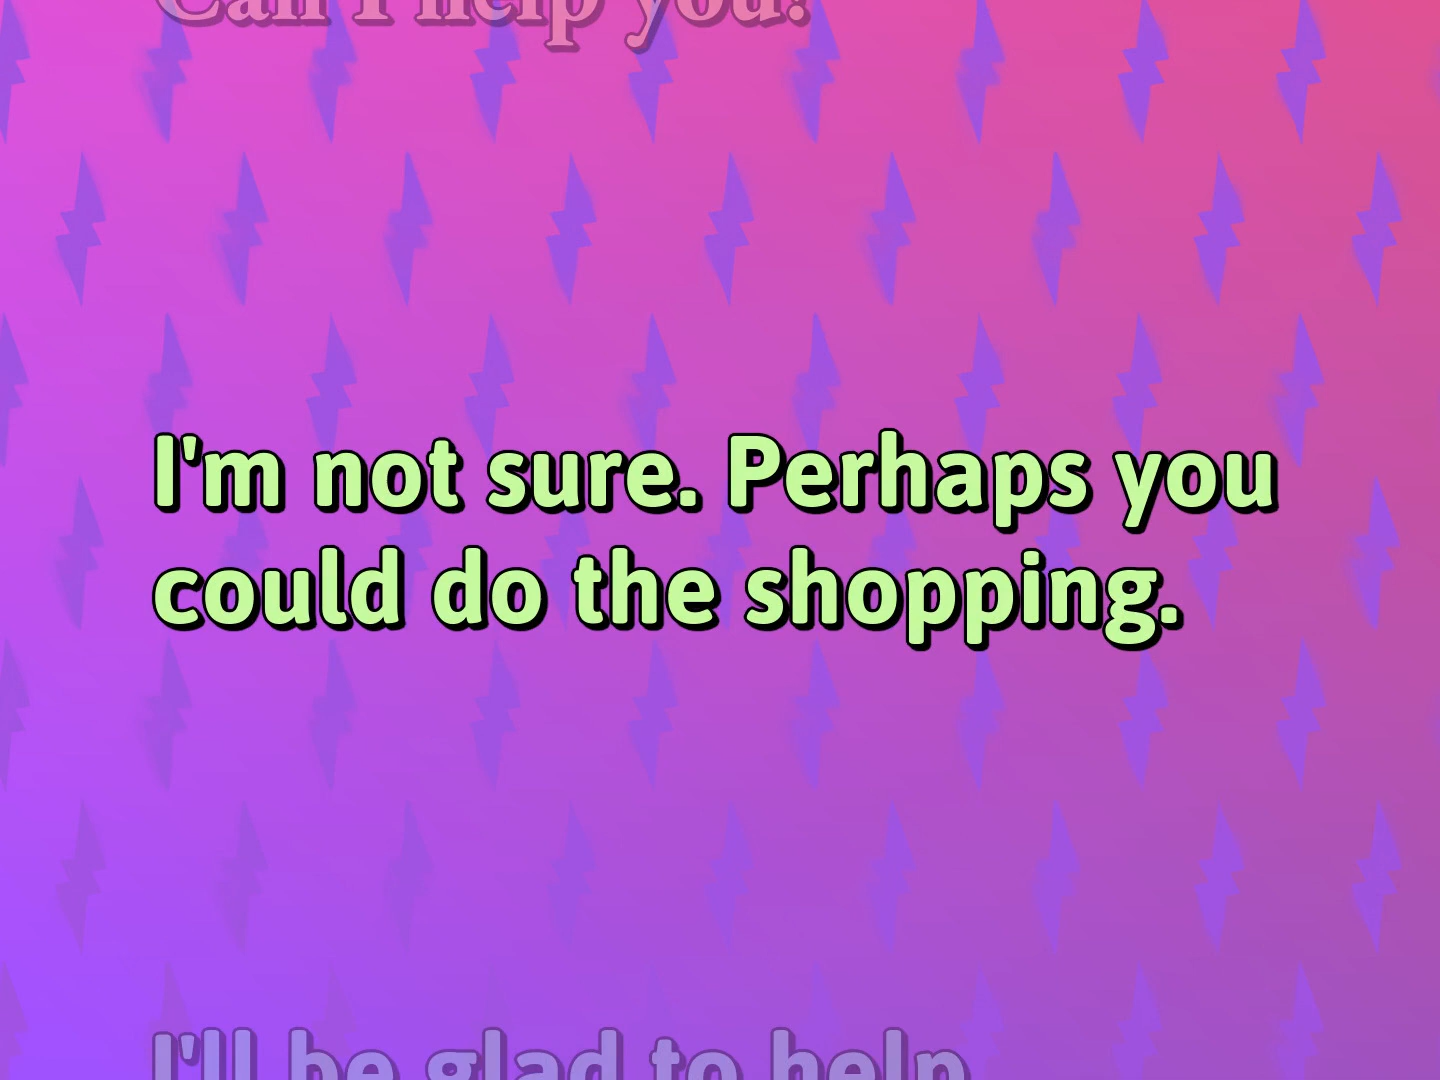 Can I help you?
I'm not sure. Perhaps you
could do the shopping.
I'll be glad to help